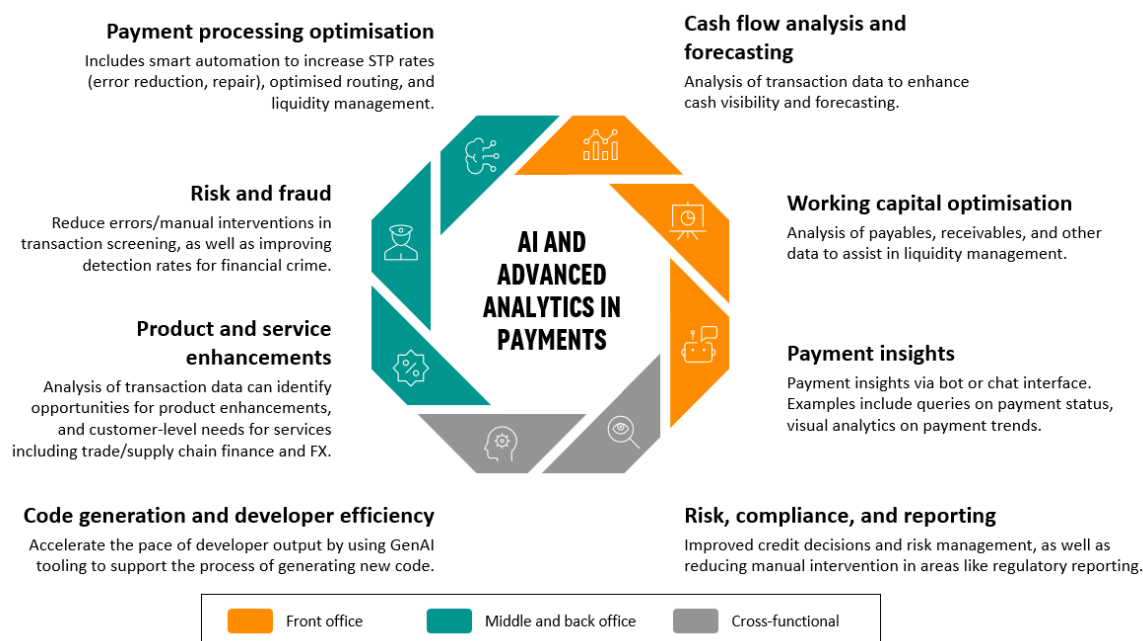 Payment processing optimisation
Includes smart automation to increase STP rates
(error reduction, repair), optimised routing, and
liquidity management.
Cash flow analysis and
forecasting
Analysis of transaction data to enhance
cash visibility and forecasting.
Risk and fraud
Reduce errors/manual interventions in
transaction screening, as well as improving
detection rates for financial crime.
Working capital optimisation
Analysis of payables, receivables, and other
data to assist in liquidity management.
AI AND
ADVANCED
ANALYTICS IN
PAYMENTS
Product and service
enhancements
Analysis of transaction data can identify
opportunities for product enhancements,
and customer-level needs for services
including trade/supply chain finance and FX.
Payment insights
Payment insights via bot or chat interface.
Examples include queries on payment status,
visual analytics on payment trends.
Code generation and developer efficiency
Accelerate the pace of developer output by using GenAI
tooling to support the process of generating new code.
Risk, compliance, and reporting
Improved credit decisions and risk management, as well as
reducing manual intervention in areas like regulatory reporting.
Front office
Middle and back office
Cross-functional